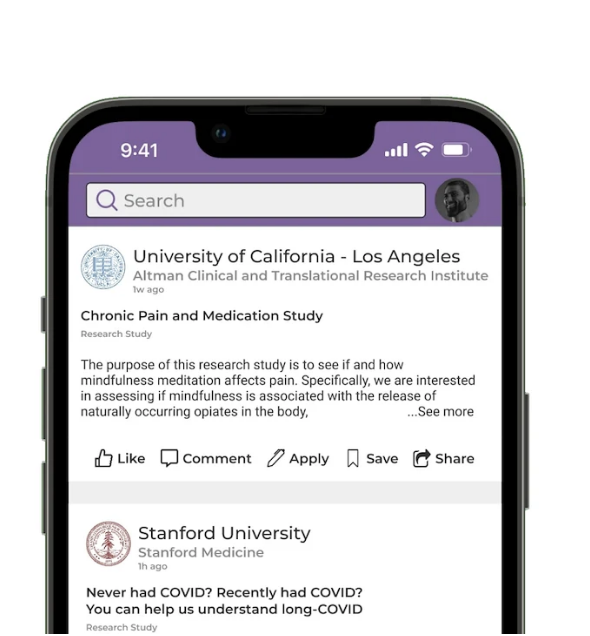 9:41
Search
University of California - Los Angeles
Altman Clinical and Translational Research Institute
1w ago
Chronic Pain and Medication Study
Research Study
The purpose of this research study is to see if and how
mindfulness meditation affects pain. Specifically, we are interested
in assessing if mindfulness is associated with the release of
naturally occurring opiates in the body, ...See more
Like Comment Apply Save Share
Stanford University
Stanford Medicine
1h ago
Never had COVID? Recently had COVID?
You can help us understand long-COVID
Research Study